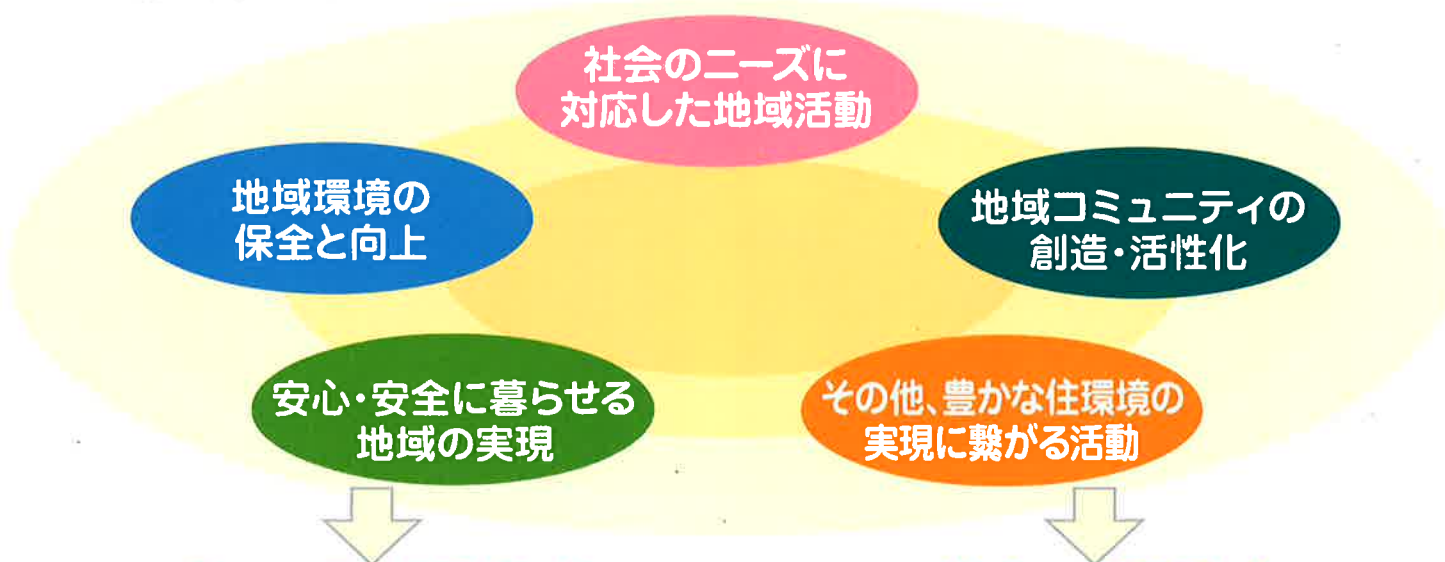 社会のニーズに
対応した地域活動
地域環境の
保全と向上
地域コミュニティの
創造・活性化
安心・安全に暮らせる
地域の実現
その他、豊かな住環境の
実現に繋がる活動